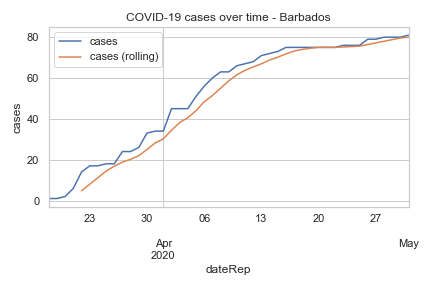 COVID-19 cases over time - Barbados
cases
cases (rolling)
80
60
40
20
0
cases
23
30
06
13
20
27
Apr
2020
May
dateRep